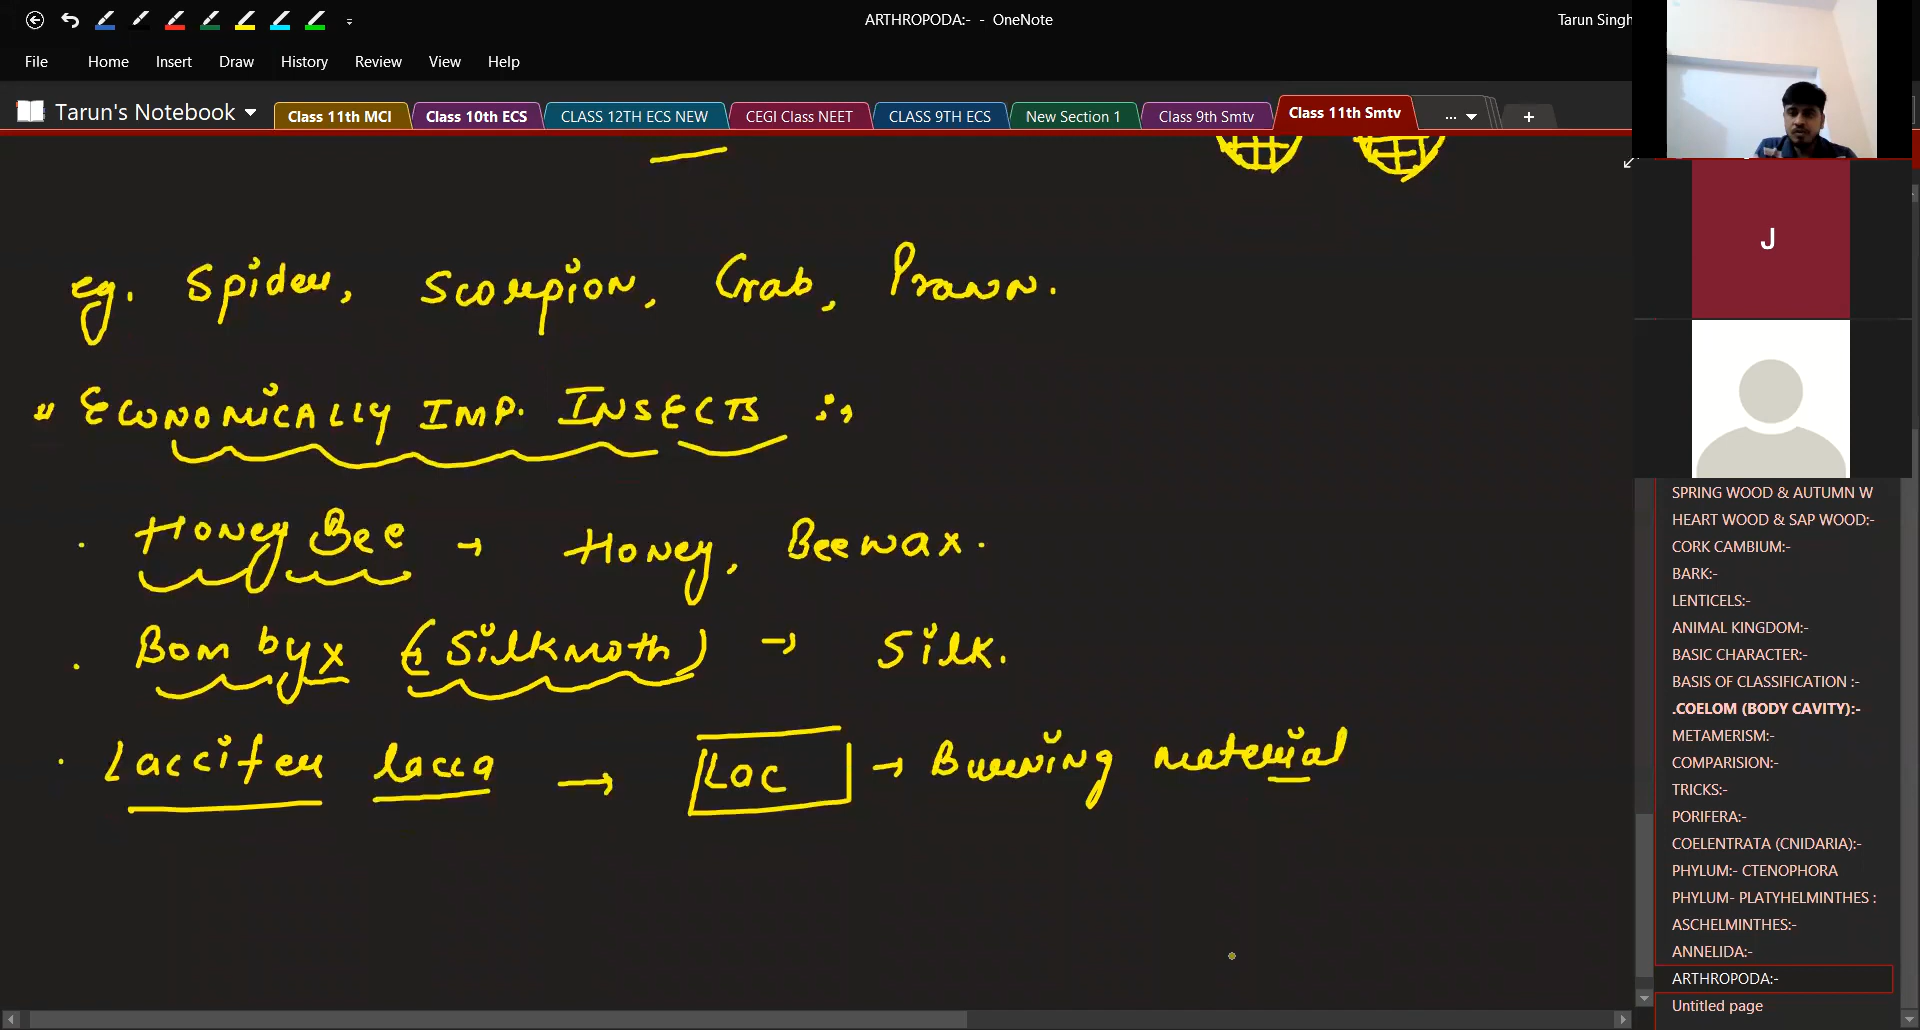 ARTHROPODA:- - OneNote
Tarun Singh
File Home Insert Draw History Review View Help
Tarun's Notebook
Class 11th MCI Class 10th ECS CLASS 12TH ECS NEW CEGI Class NEET CLASS 9TH ECS New Section 1 Class 9th Smtv Class 11th Smtv ... +
eg. Spider, Scorpion, Crab, Prawn.
" ECONOMICALLY IMP. INSECTS :,
. Honey Bee → Honey, Beewax.
. Bombyx (Silkmoth) → Silk.
. Laccifer lacca → Lac → Burning material
J
SPRING WOOD & AUTUMN W
HEART WOOD & SAP WOOD:-
CORK CAMBIUM:-
BARK:-
LENTICELS:-
ANIMAL KINGDOM:-
BASIC CHARACTER:-
BASIS OF CLASSIFICATION :-
.COELOM (BODY CAVITY):-
METAMERISM:-
COMPARISION:-
TRICKS:-
PORIFERA:-
COELENTRATA (CNIDARIA):-
PHYLUM:- CTENOPHORA
PHYLUM- PLATYHELMINTHES :
ASCHELMINTHES:-
ANNELIDA:-
ARTHROPODA:-
Untitled page